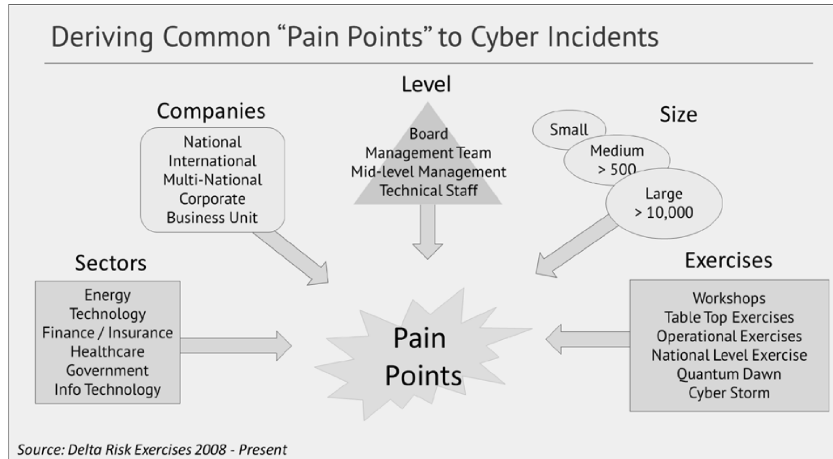 Deriving Common “Pain Points” to Cyber Incidents
Companies
National
International
Multi-National
Corporate
Business Unit
Level
Board
Management Team
Mid-level Management
Technical Staff
Size
Small
Medium
> 500
Large
> 10,000
Sectors
Energy
Technology
Finance / Insurance
Healthcare
Government
Info Technology
Pain
Points
Exercises
Workshops
Table Top Exercises
Operational Exercises
National Level Exercise
Quantum Dawn
Cyber Storm
Source: Delta Risk Exercises 2008 - Present